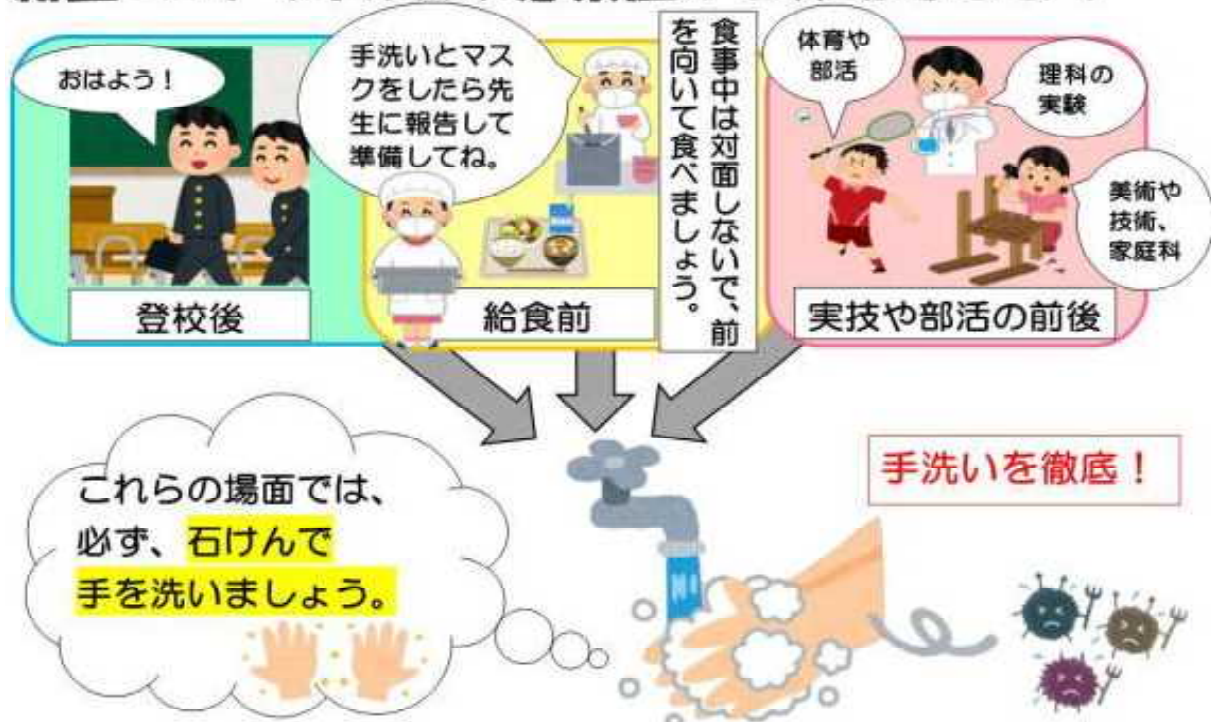 おはよう！
登校後
手洗いとマス
クをしたら先
生に報告して
準備してね。
給食前
食事中は対面しないで、前
を向いて食べましょう。
体育や
部活
理科の
実験
美術や
技術、
家庭科
実技や部活の前後
これらの場面では、
必ず、石けんで
手を洗いましょう。
手洗いを徹底！